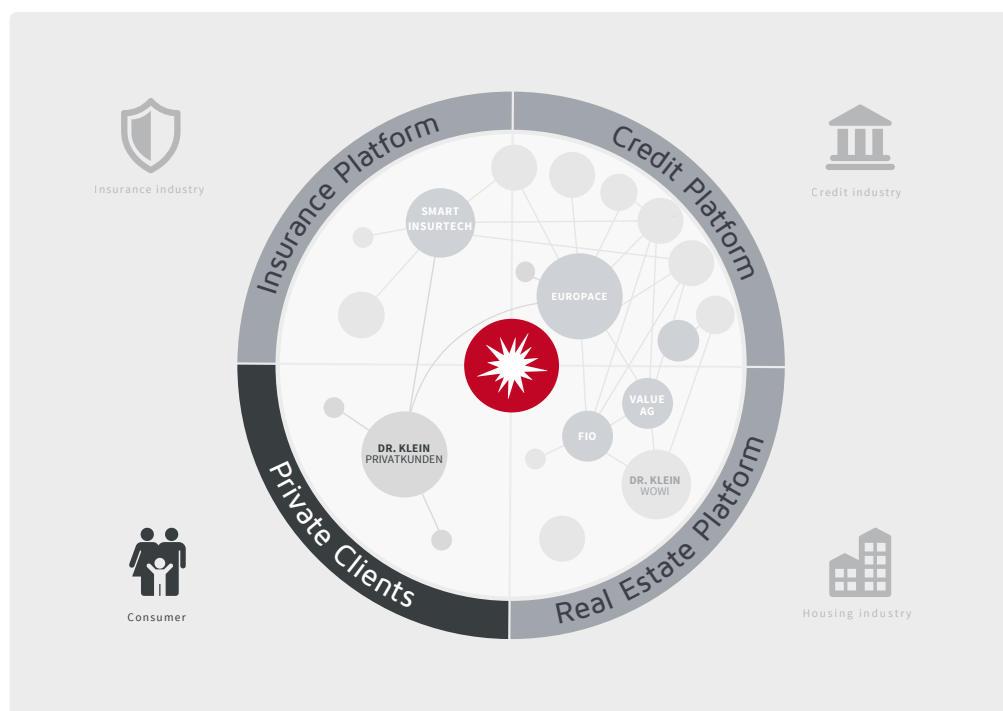 Insurance Platform
Credit Platform
Insurance industry
Credit industry
SMART
INSURTECH
EUROPACE
VALUE
AG
FIO
DR. KLEIN
PRIVATKUNDEN
DR. KLEIN
WOWI
Private Clients
Real Estate Platform
Consumer
Housing industry